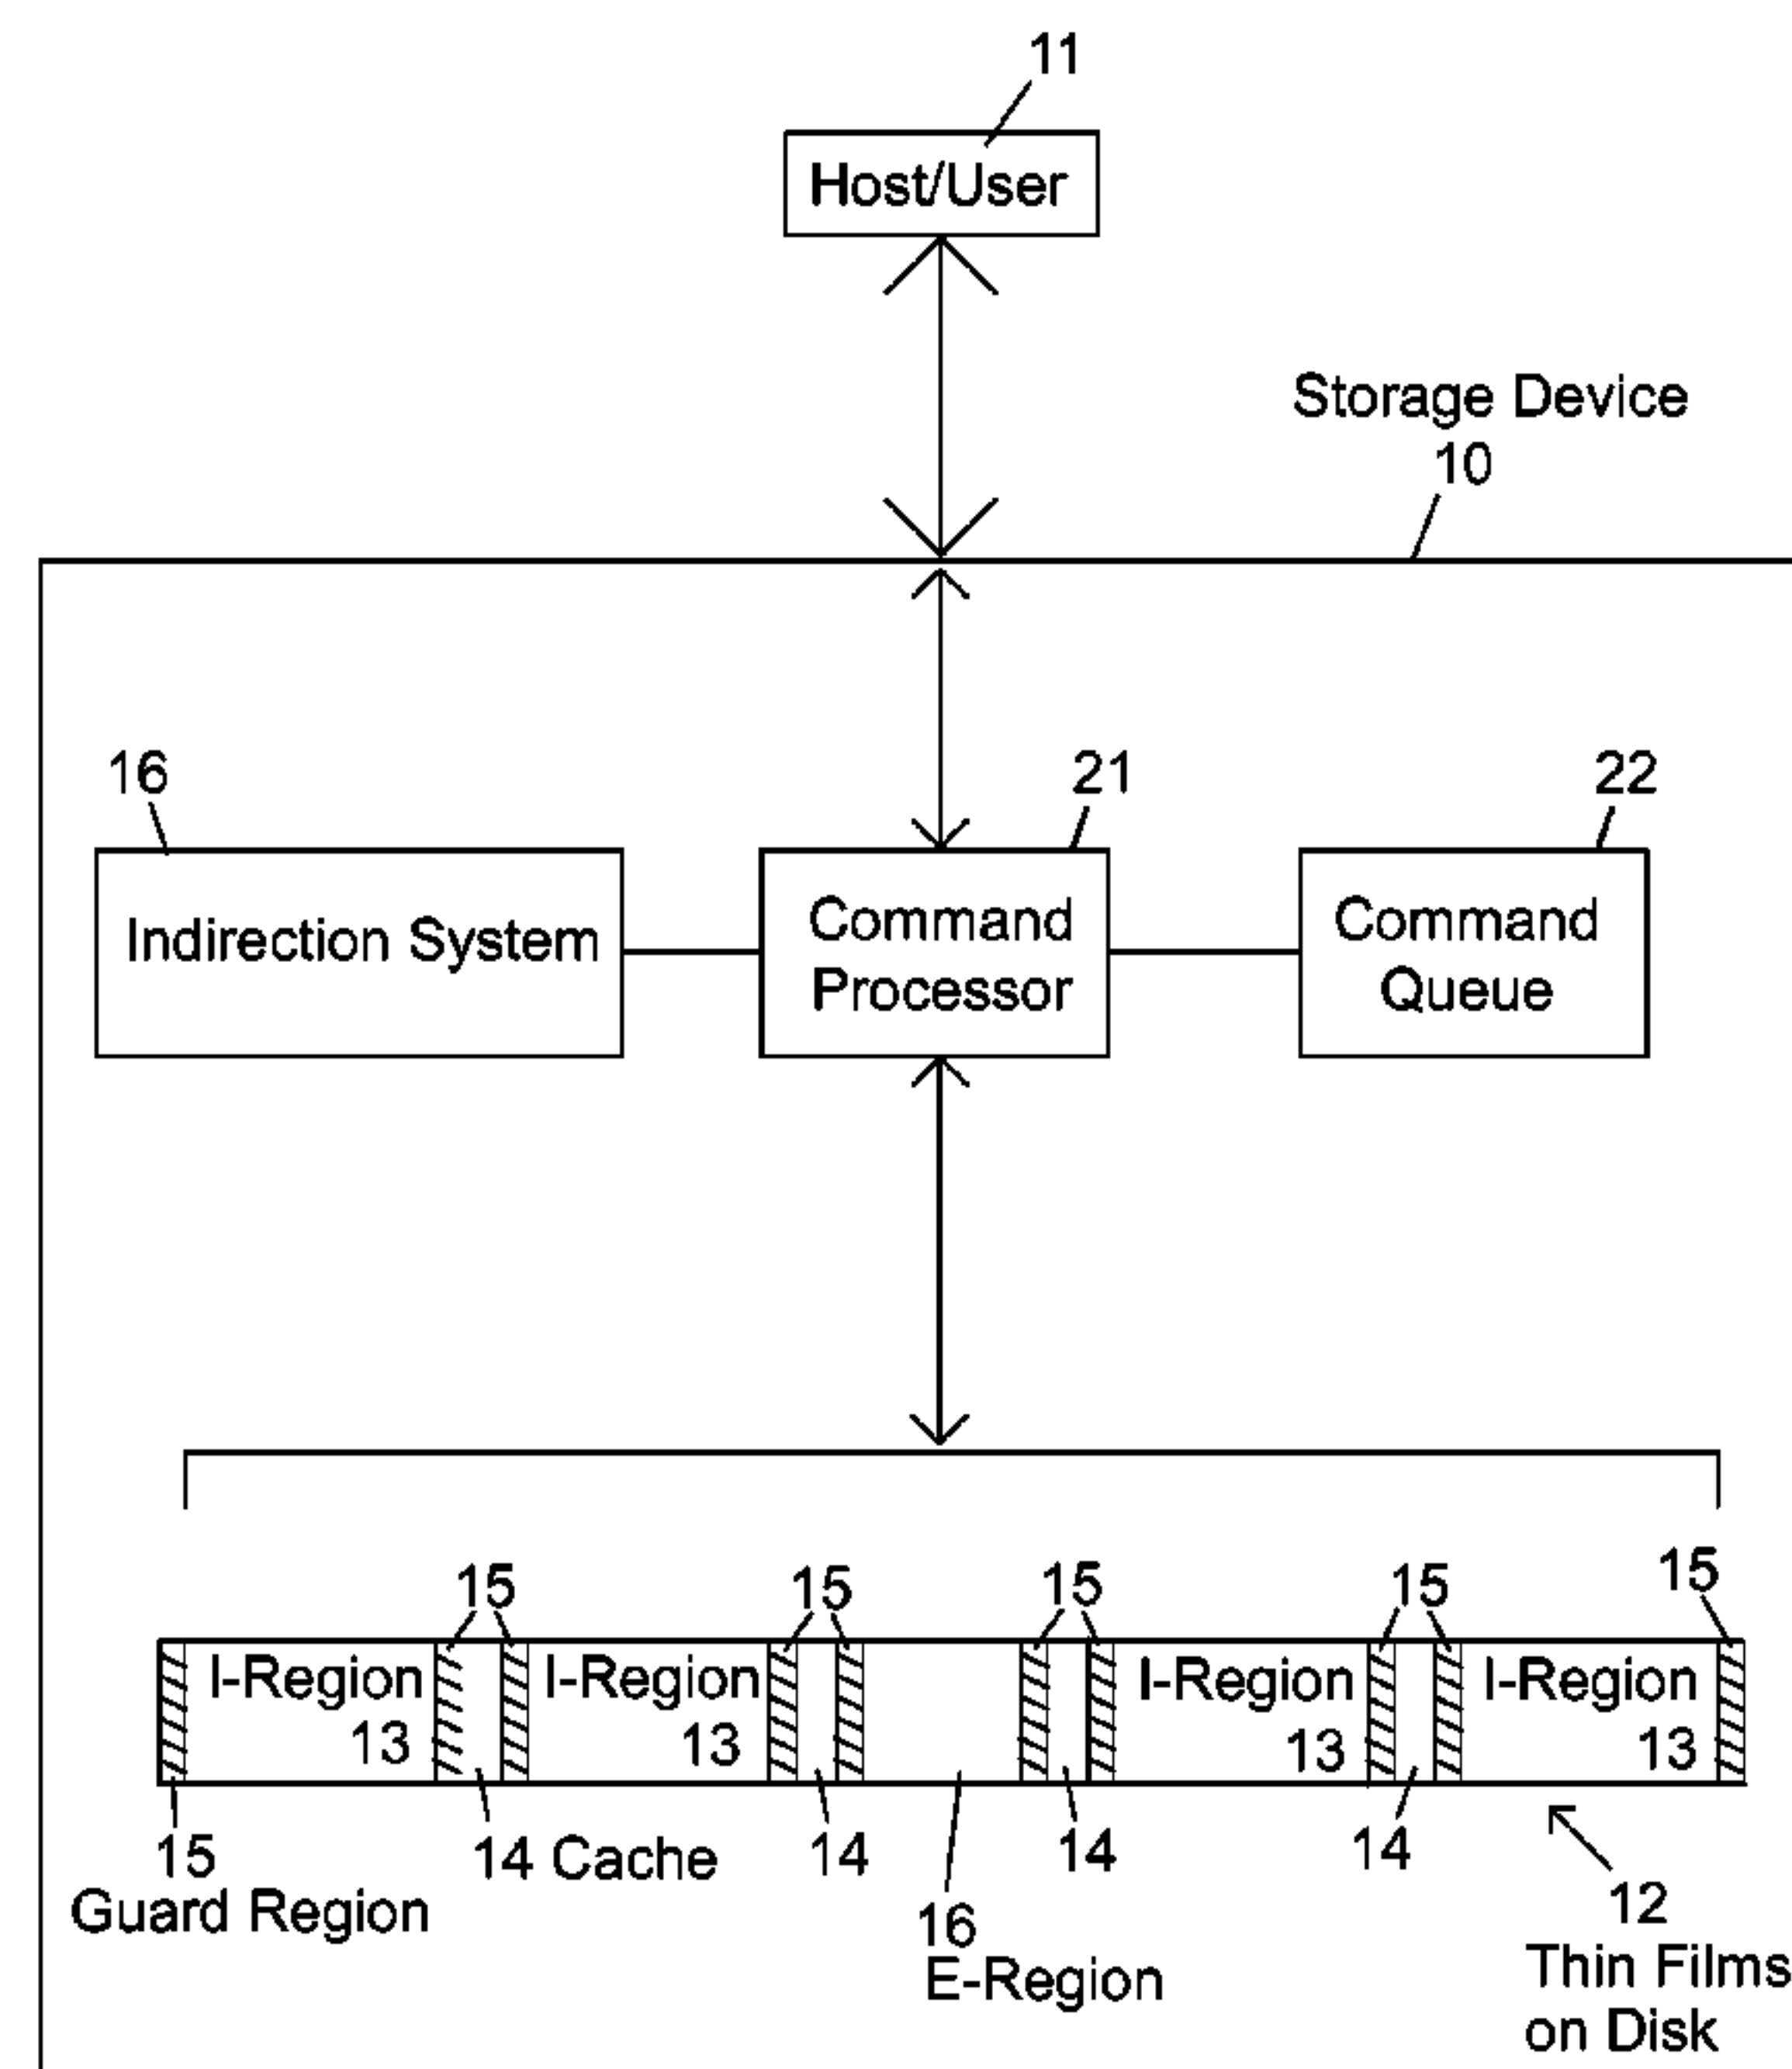 11
Host/User
Storage Device
10
16
21
22
Indirection System
Command
Processor
Command
Queue
15
15
15
15
15
I-Region
13
I-Region
13
I-Region
13
I-Region
13
15
Guard Region
14 Cache
14
16
E-Region
14
14
12
Thin Films
on Disk